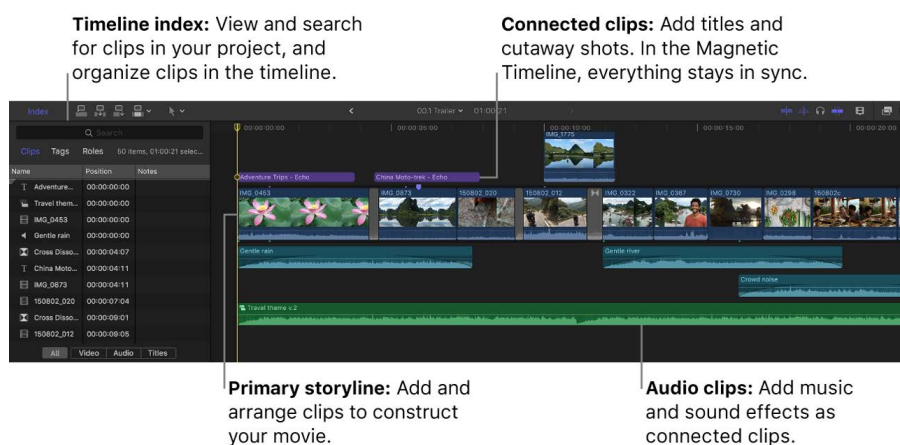 Timeline index: View and search
for clips in your project, and
organize clips in the timeline.
Connected clips: Add titles and
cutaway shots. In the Magnetic
Timeline, everything stays in sync.
Index
001 Trailer 01:00:21
Search
Clips Tags Roles 60 items, 01:00:21 selec...
Name Position Notes
Adventure... 00:00:00:00
Travel them... 00:00:00:00
IMG_0453 00:00:00:00
Gentle rain 00:00:00:00
Cross Disso... 00:00:04:07
China Moto... 00:00:04:11
IMG_0873 00:00:04:11
150802_020 00:00:07:04
Cross Disso... 00:00:09:01
150802_012 00:00:09:05
All Video Audio Titles
00:00:00:00 00:00:05:00 00:00:10:00 00:00:15:00 00:00:20:00
IMG_1775
Adventure Trips - Echo China Moto-trek - Echo
IMG_0453 IMG_0873 150802_020 150802_012 IMG_0322 IMG_0367 IMG_0730 IMG_0298 150802c
Gentle rain Gentle river
Crowd noise
Travel theme v.2
Primary storyline: Add and
arrange clips to construct
your movie.
Audio clips: Add music
and sound effects as
connected clips.